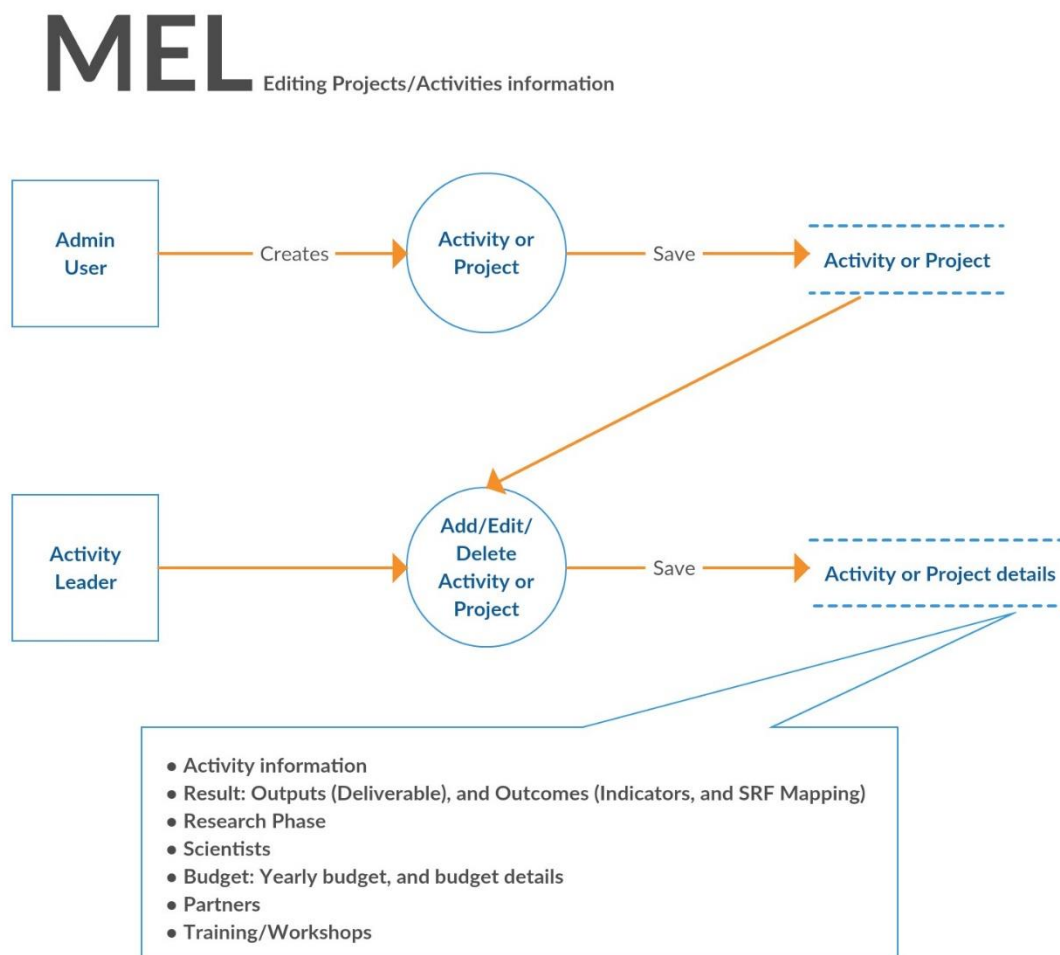 MEL Editing Projects/Activities information
Admin
User
Creates
Activity or
Project
Save
Activity or Project
Activity
Leader
Add/Edit/
Delete
Activity or
Project
Save
Activity or Project details
● Activity information
● Result: Outputs (Deliverable), and Outcomes (Indicators, and SRF Mapping)
● Research Phase
● Scientists
● Budget: Yearly budget, and budget details
● Partners
● Training/Workshops